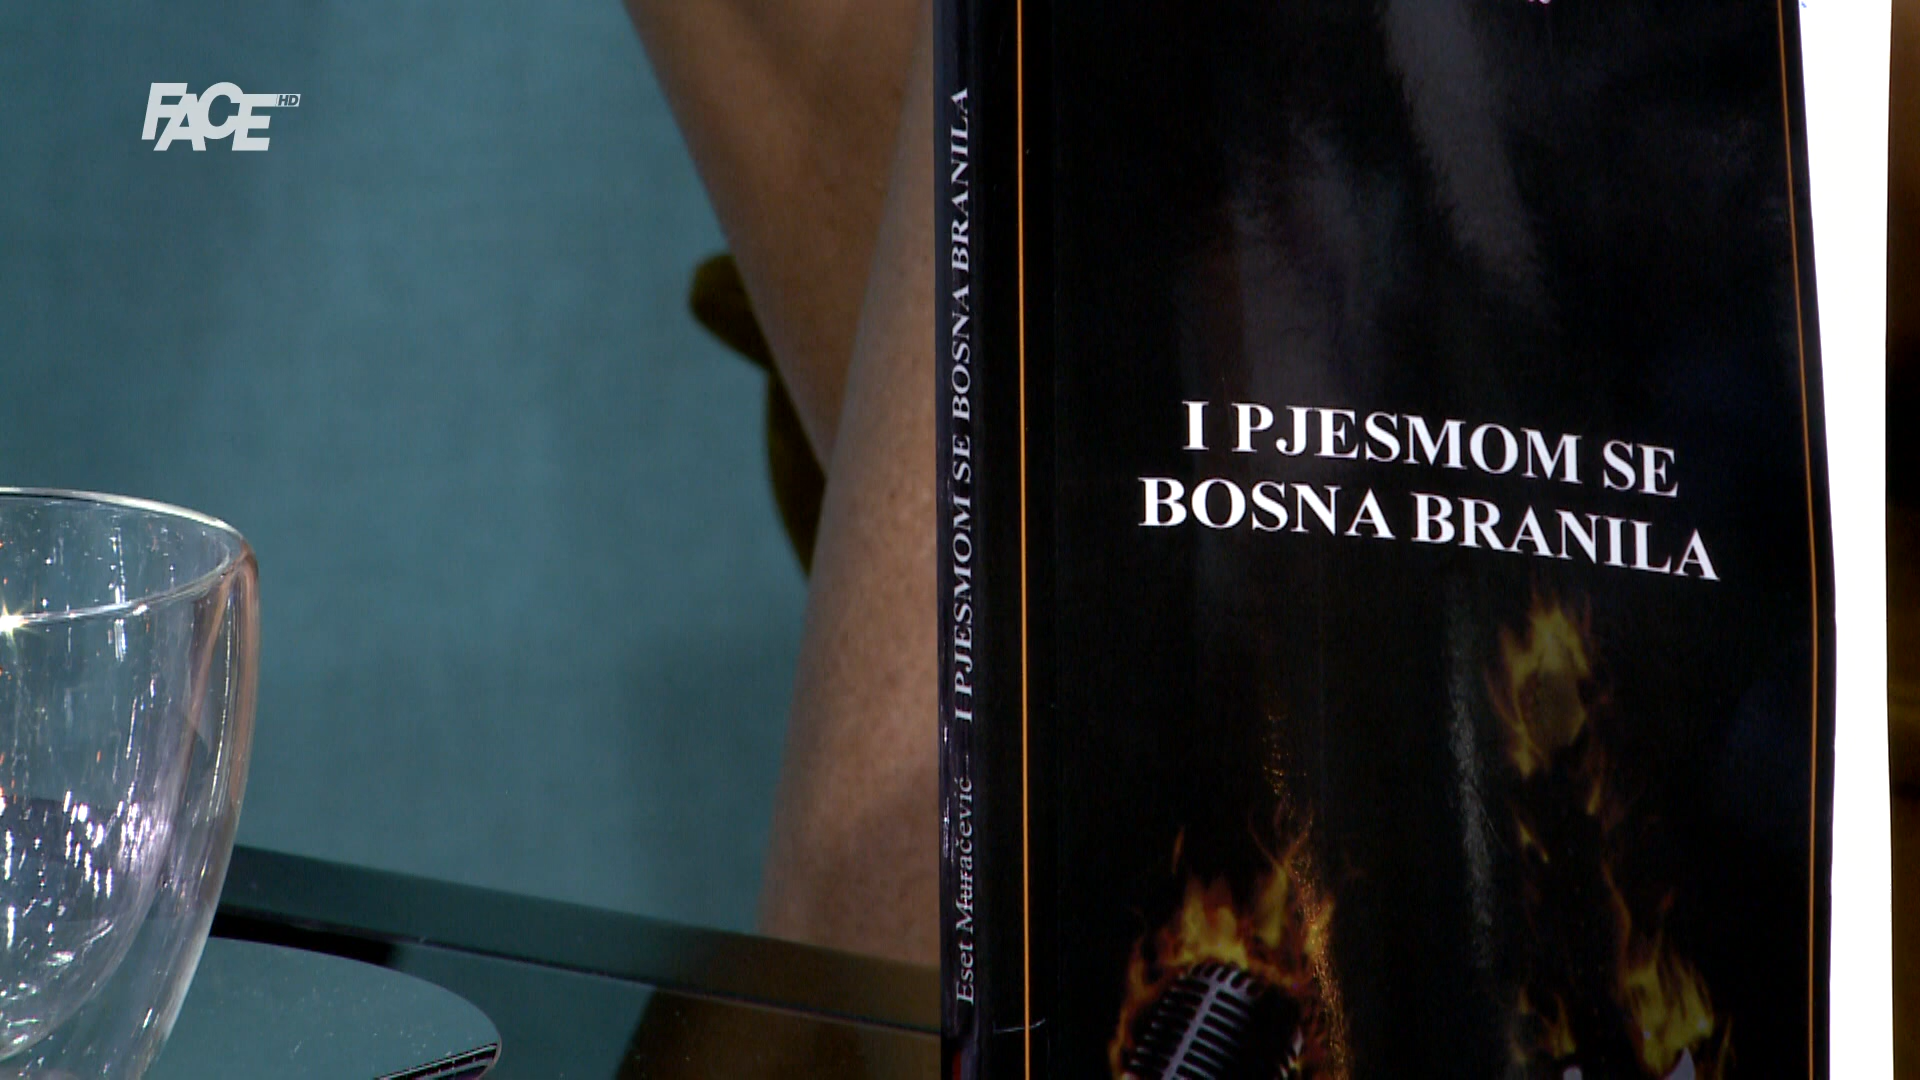 FACE HD
I PJESMOM SE
BOSNA BRANILA
Eset Muračević – I PJESMOM SE BOSNA BRANILA